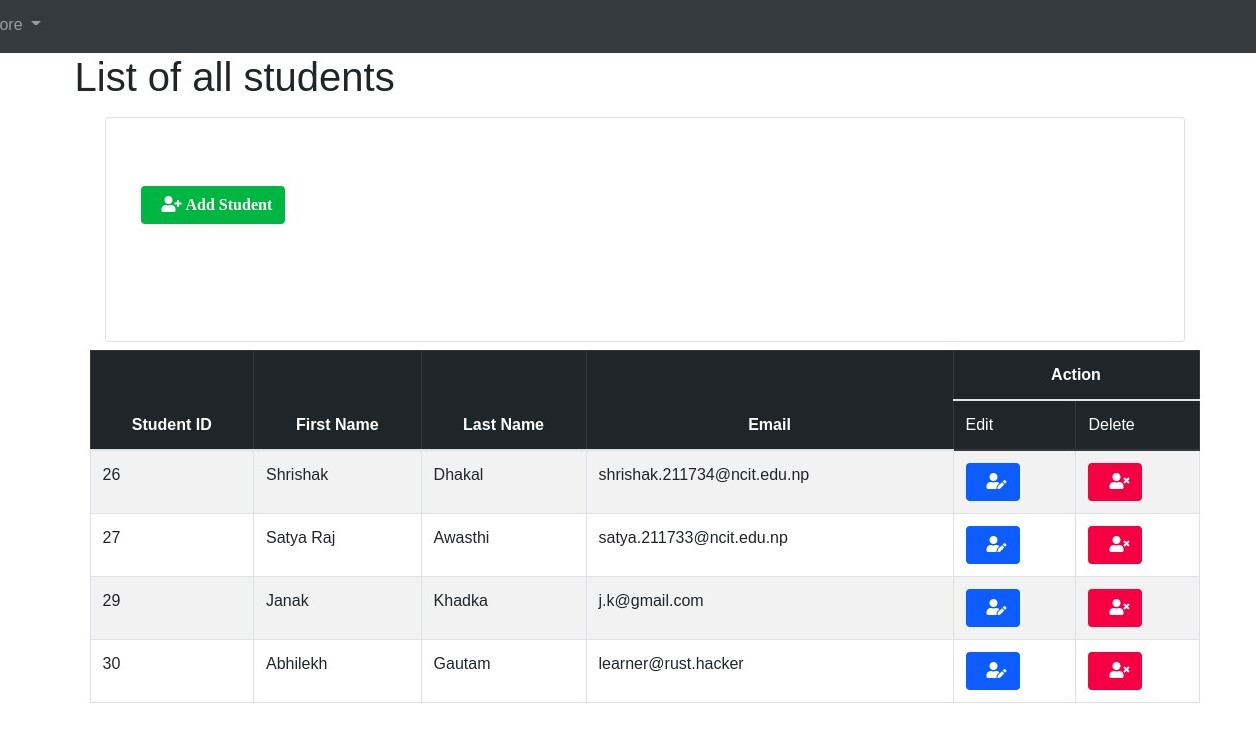 ore
List of all students
Add Student
Action
Student ID First Name Last Name Email Edit Delete
26 Shrishak Dhakal shrishak.211734@ncit.edu.np
27 Satya Raj Awasthi satya.211733@ncit.edu.np
29 Janak Khadka j.k@gmail.com
30 Abhilekh Gautam learner@rust.hacker